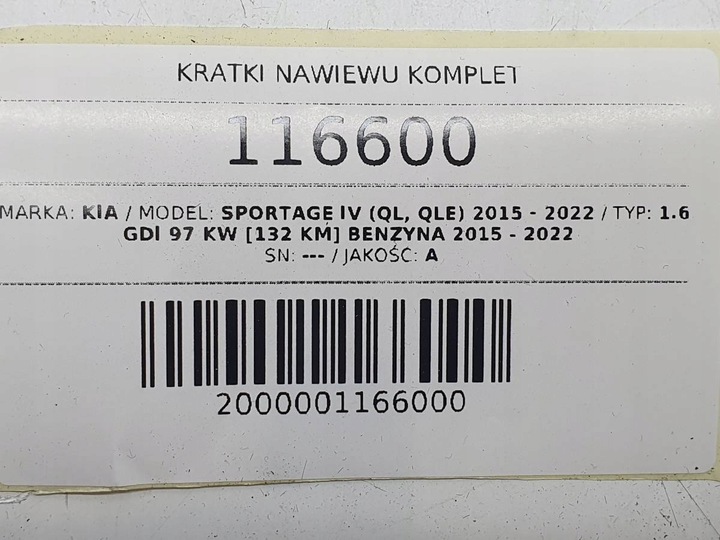 KRATKI NAWIEWU KOMPLET
116600
MARKA: KIA / MODEL: SPORTAGE IV (QL, QLE) 2015 - 2022 / TYP: 1.6
GDI 97 KW [132 KM] BENZYNA 2015 - 2022
SN: --- / JAKOŚĆ: A
2000001166000